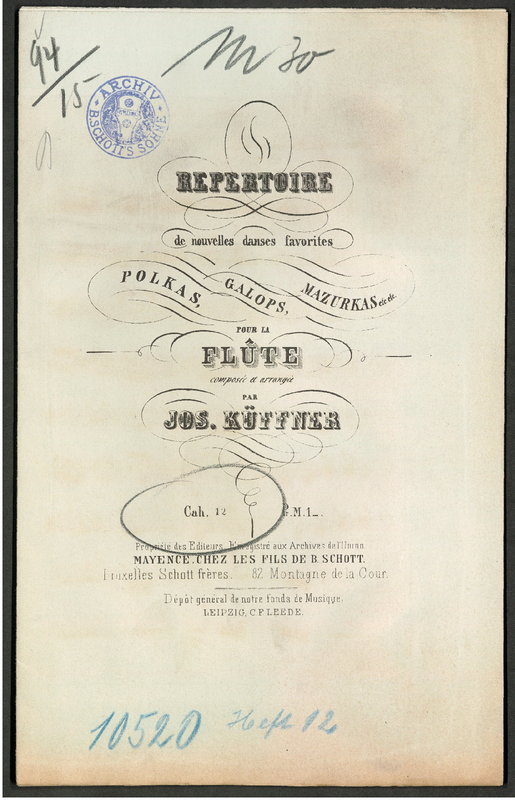 94/15
M 30
ARCHIV
B. SCHOTT'S SÖHNE
REPERTOIRE
de nouvelles danses favorites
POLKAS, GALOPS, MAZURKAS etc etc.
POUR LA
FLÛTE
composée et arrangée
PAR
JOS. KÜFFNER
Cah. 12 Pr. M. 1_.
Propriété des Editeurs. Enregistré aux Archives de l'Union.
MAYENCE, CHEZ LES FILS DE B. SCHOTT.
Bruxelles Schott frères. 82 Montagne de la Cour.
Dépôt général de notre fonds de Musique.
LEIPZIG, C.F. LEEDE.
10520 Heft 12